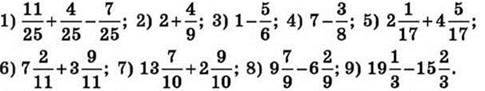 1) 11/25 + 4/25 − 7/25; 2) 2 + 4/9; 3) 1 − 5/6; 4) 7 − 3/8; 5) 2 1/17 + 4 5/17;
6) 7 2/11 + 3 9/11; 7) 13 7/10 + 2 9/10; 8) 9 7/9 − 6 2/9; 9) 19 1/3 − 15 2/3.